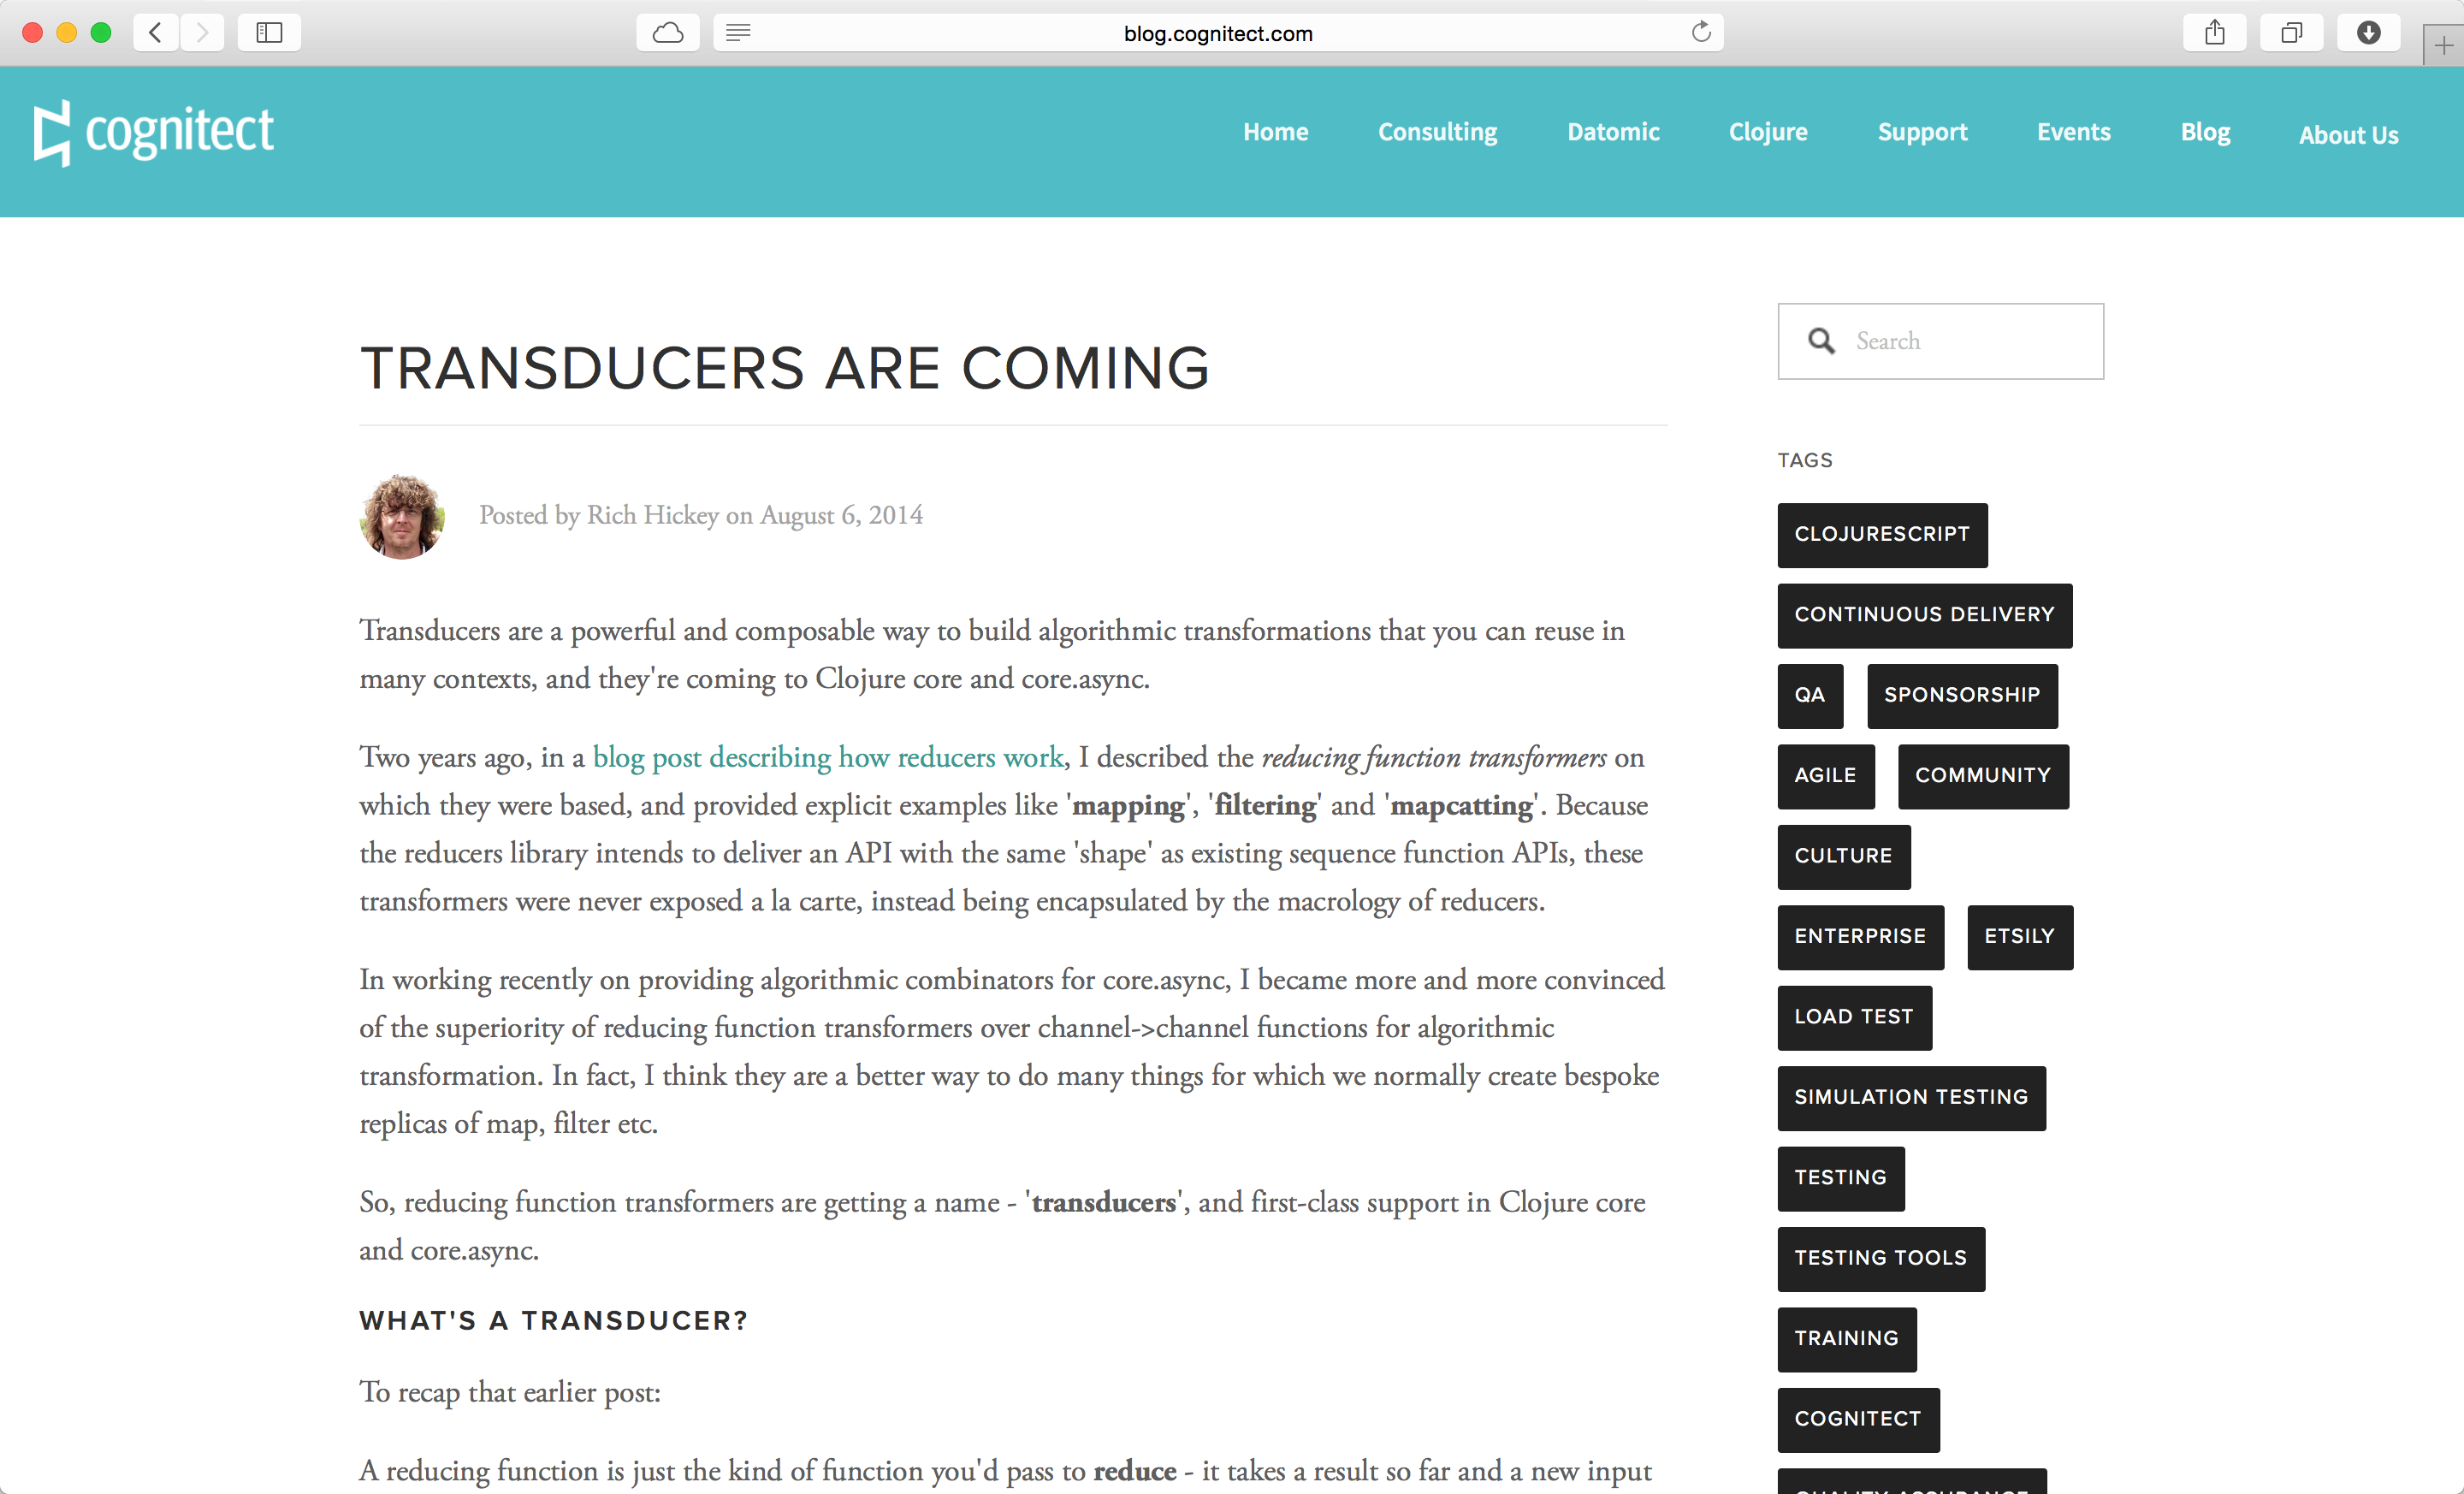 blog.cognitect.com
cognitect
Home Consulting Datomic Clojure Support Events Blog About Us
TRANSDUCERS ARE COMING
Posted by Rich Hickey on August 6, 2014
Transducers are a powerful and composable way to build algorithmic transformations that you can reuse in
many contexts, and they're coming to Clojure core and core.async.
Two years ago, in a blog post describing how reducers work, I described the reducing function transformers on
which they were based, and provided explicit examples like 'mapping', 'filtering' and 'mapcatting'. Because
the reducers library intends to deliver an API with the same 'shape' as existing sequence function APIs, these
transformers were never exposed a la carte, instead being encapsulated by the macrology of reducers.
In working recently on providing algorithmic combinators for core.async, I became more and more convinced
of the superiority of reducing function transformers over channel->channel functions for algorithmic
transformation. In fact, I think they are a better way to do many things for which we normally create bespoke
replicas of map, filter etc.
So, reducing function transformers are getting a name - 'transducers', and first-class support in Clojure core
and core.async.
WHAT'S A TRANSDUCER?
To recap that earlier post:
A reducing function is just the kind of function you'd pass to reduce - it takes a result so far and a new input
Search
TAGS
CLOJURESCRIPT
CONTINUOUS DELIVERY
QA SPONSORSHIP
AGILE COMMUNITY
CULTURE
ENTERPRISE ETSILY
LOAD TEST
SIMULATION TESTING
TESTING
TESTING TOOLS
TRAINING
COGNITECT
QUALITY ASSURANCE